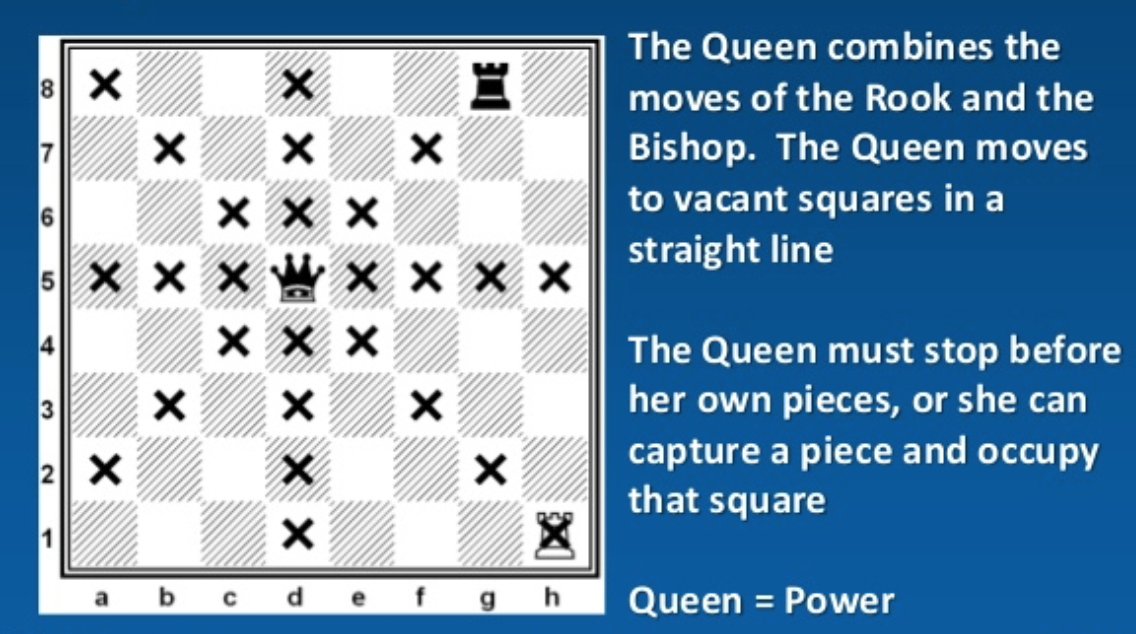 The Queen combines the
moves of the Rook and the
Bishop. The Queen moves
to vacant squares in a
straight line
The Queen must stop before
her own pieces, or she can
capture a piece and occupy
that square
Queen = Power
8
7
6
5
4
3
2
1
a b c d e f g h